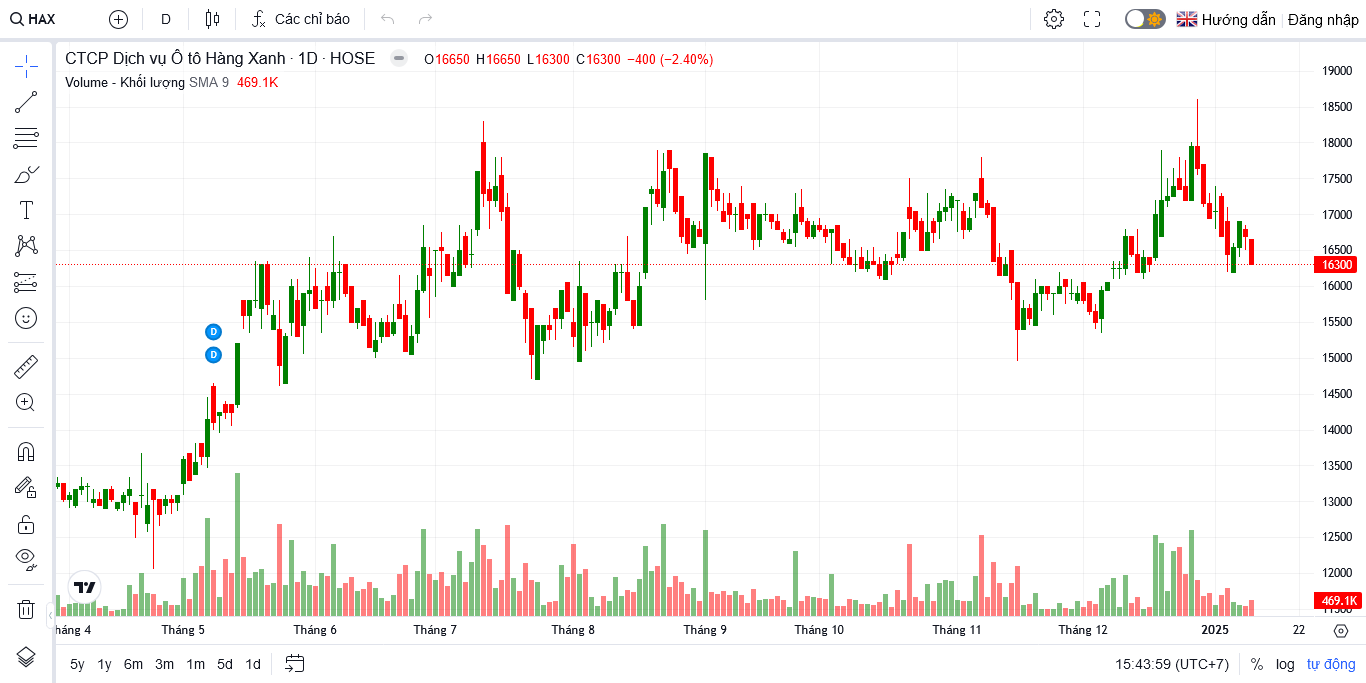 HAX D Các chỉ báo Hướng dẫn Đăng nhập
CTCP Dịch vụ Ô tô Hàng Xanh · 1D · HOSE O16650 H16650 L16300 C16300 −400 (−2.40%)
Volume - Khối lượng SMA 9 469.1K
19000
18500
18000
17500
17000
16500
16300
16000
15500
D
D
15000
14500
14000
13500
13000
12500
12000
469.1K
háng 4 Tháng 5 Tháng 6 Tháng 7 Tháng 8 Tháng 9 Tháng 10 Tháng 11 Tháng 12 2025 22
5y 1y 6m 3m 1m 5d 1d 15:43:59 (UTC+7) % log tự động